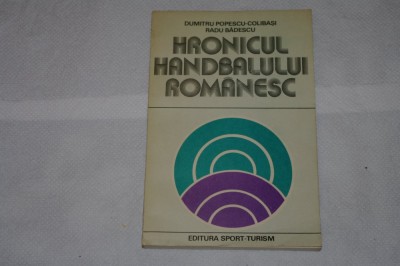 DUMITRU POPESCU-COLIBAȘI
RADU BĂDESCU
HRONICUL
HANDBALULUI
ROMÂNESC
EDITURA SPORT-TURISM